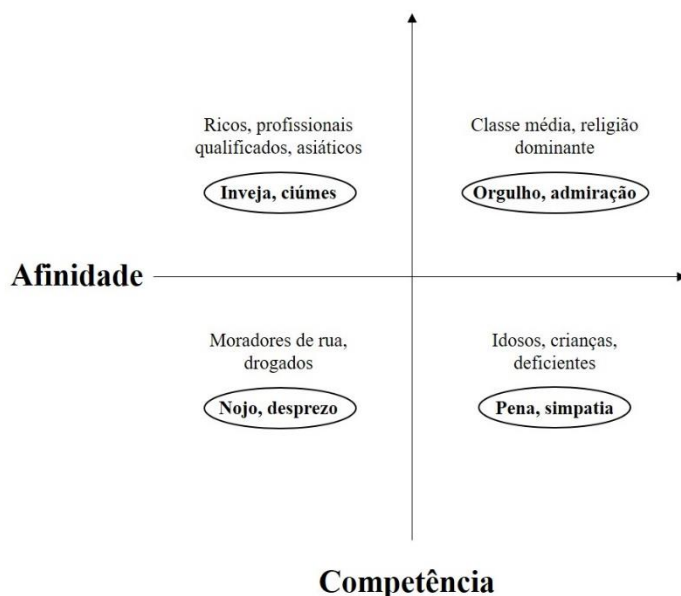 Ricos, profissionais
qualificados, asiáticos
Inveja, ciúmes
Classe média, religião
dominante
Orgulho, admiração
Afinidade
Moradores de rua,
drogados
Nojo, desprezo
Idosos, crianças,
deficientes
Pena, simpatia
Competência